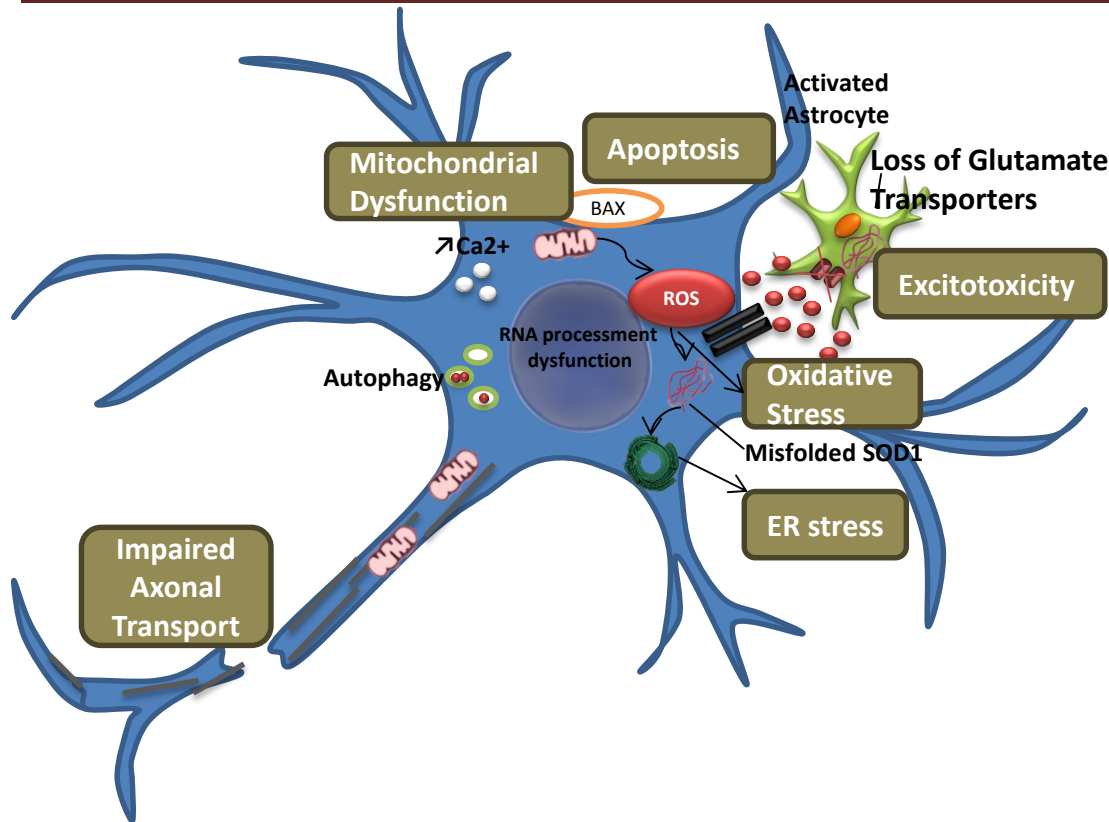 Activated
Astrocyte
Apoptosis
Mitochondrial
Dysfunction
Loss of Glutamate
Transporters
BAX
↗Ca2+
Excitotoxicity
ROS
RNA processment
dysfunction
Autophagy
Oxidative
Stress
Misfolded SOD1
ER stress
Impaired
Axonal
Transport